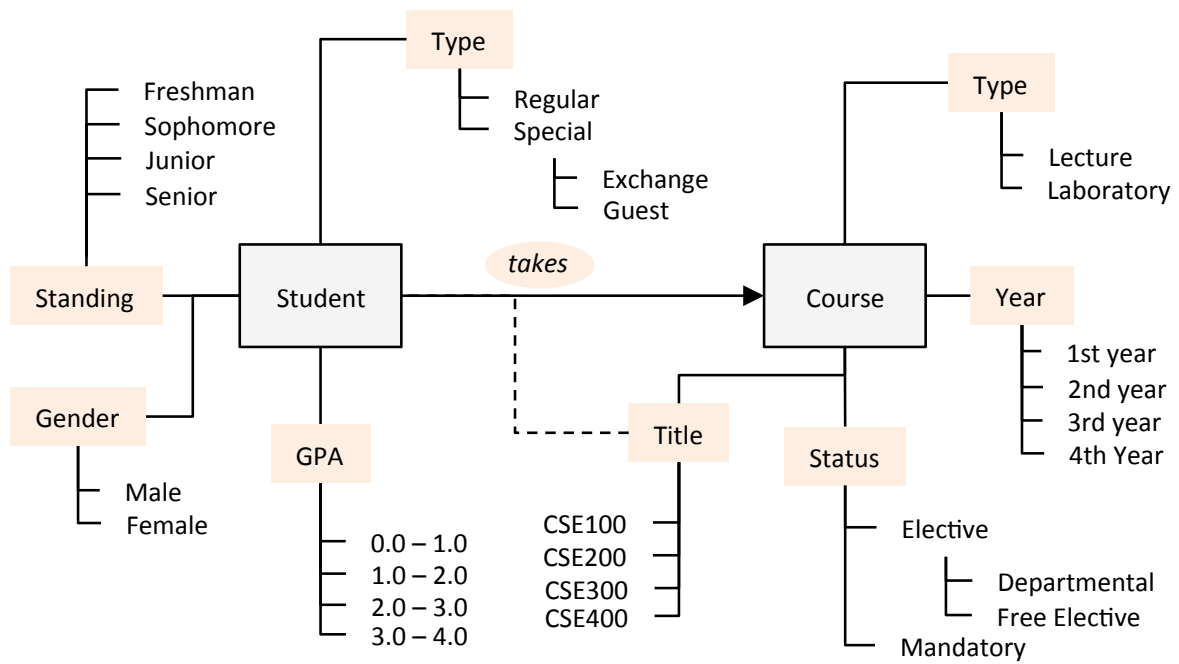 Type
Freshman
Sophomore
Junior
Senior
Regular
Special
Exchange
Guest
Type
Lecture
Laboratory
Standing
Student
takes
Course
Year
1st year
2nd year
3rd year
4th Year
Gender
Male
Female
GPA
0.0 – 1.0
1.0 – 2.0
2.0 – 3.0
3.0 – 4.0
Title
CSE100
CSE200
CSE300
CSE400
Status
Elective
Departmental
Free Elective
Mandatory